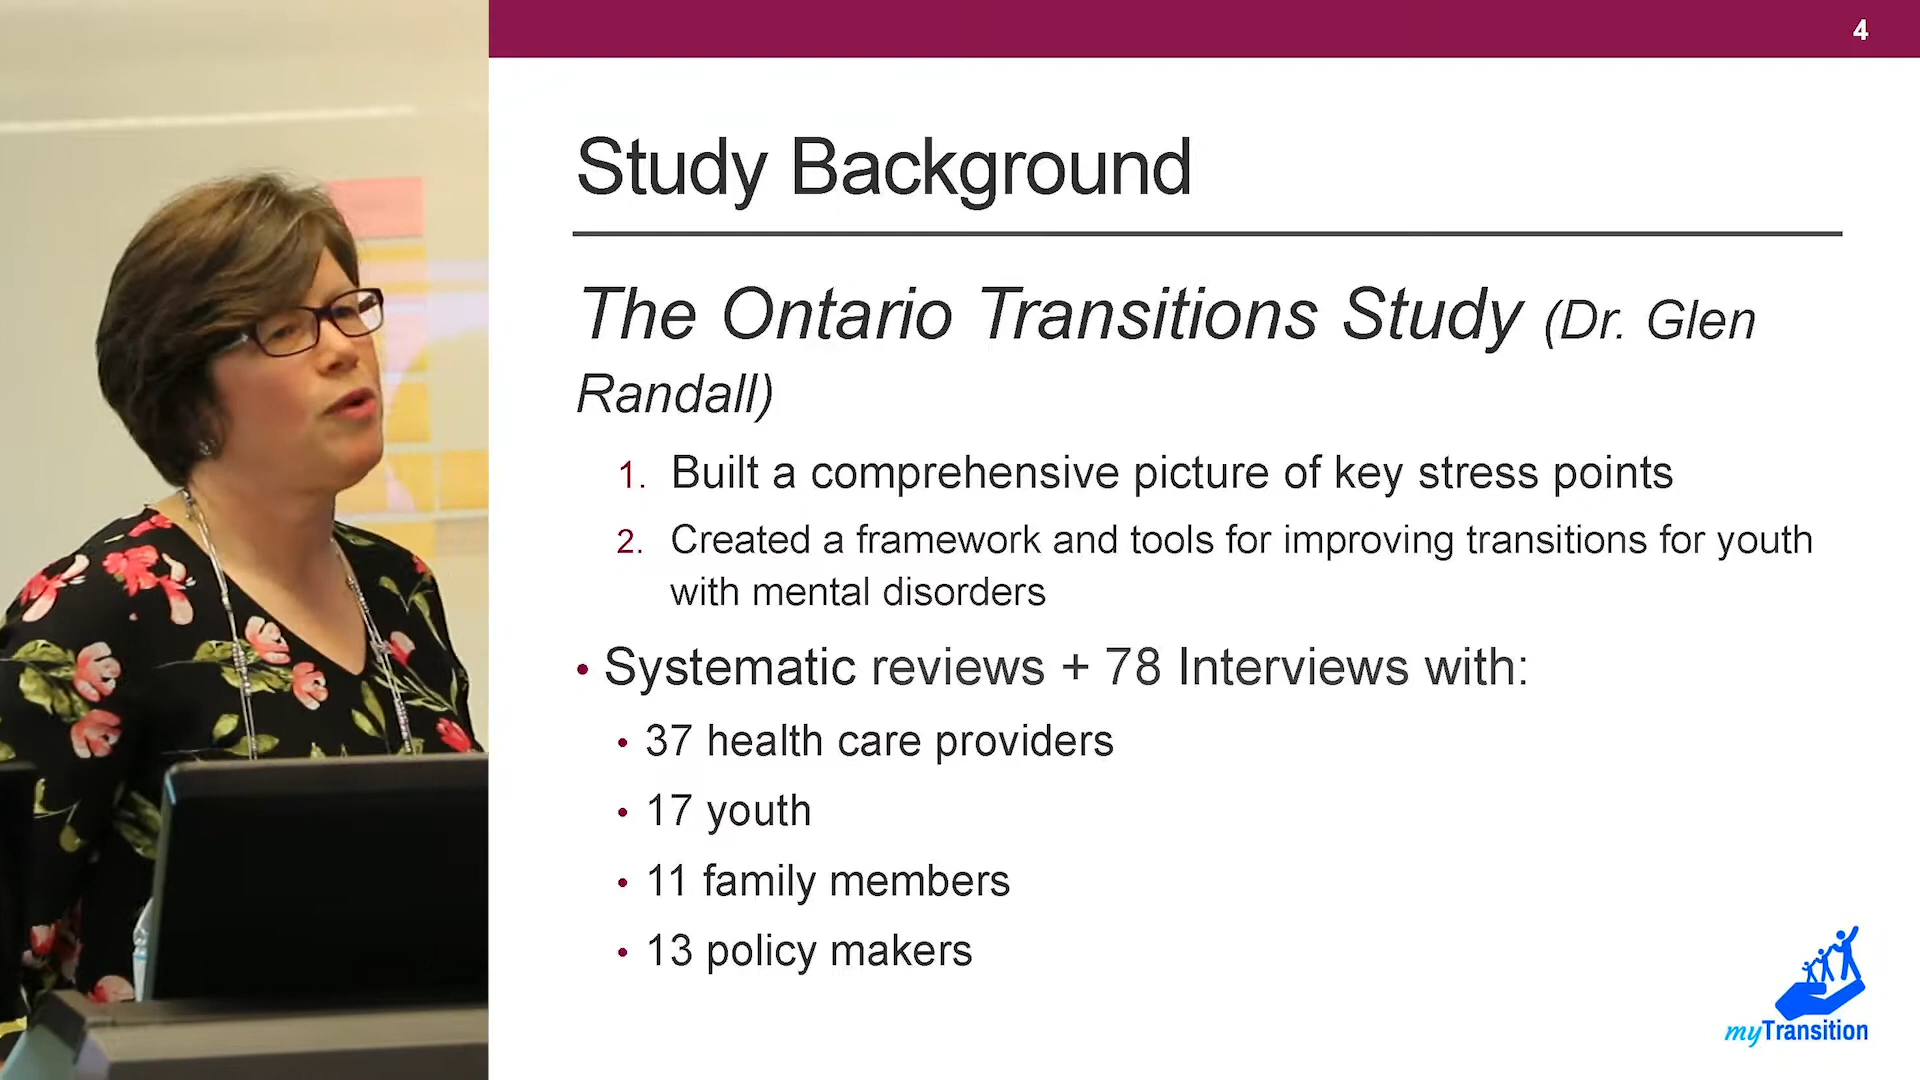 4
Study Background
The Ontario Transitions Study (Dr. Glen
Randall)
1. Built a comprehensive picture of key stress points
2. Created a framework and tools for improving transitions for youth
with mental disorders
• Systematic reviews + 78 Interviews with:
• 37 health care providers
• 17 youth
• 11 family members
• 13 policy makers
myTransition